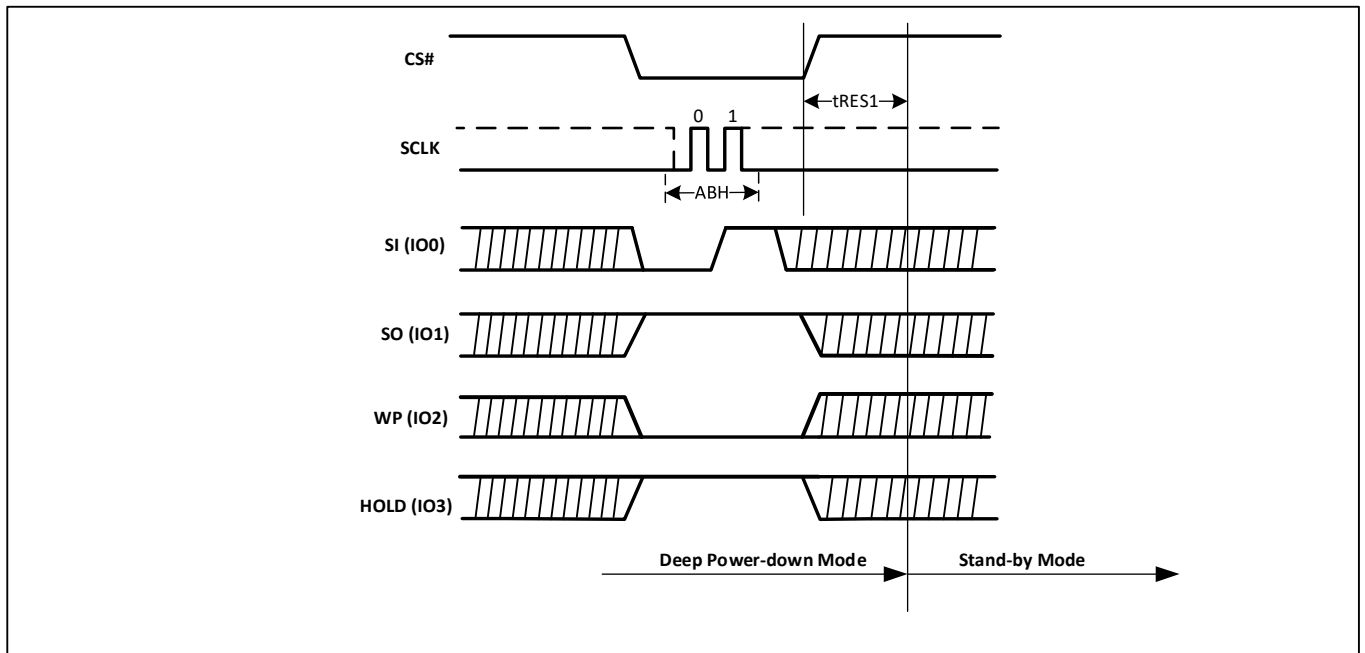 CS#
tRES1
0 1
SCLK
ABH
SI (IO0)
SO (IO1)
WP (IO2)
HOLD (IO3)
Deep Power-down Mode Stand-by Mode